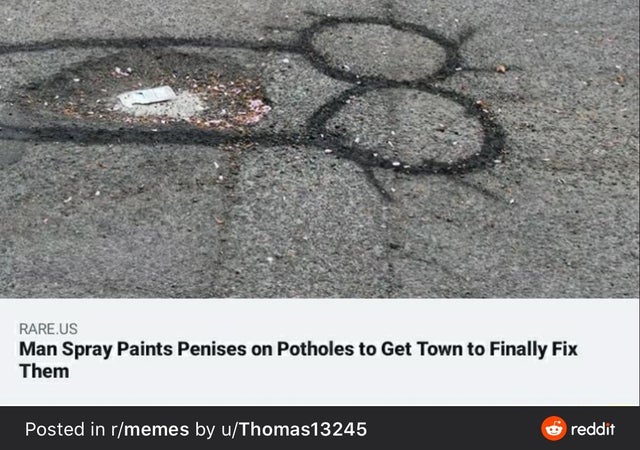 RARE.US
Man Spray Paints Penises on Potholes to Get Town to Finally Fix
Them
Posted in r/memes by u/Thomas13245
reddit